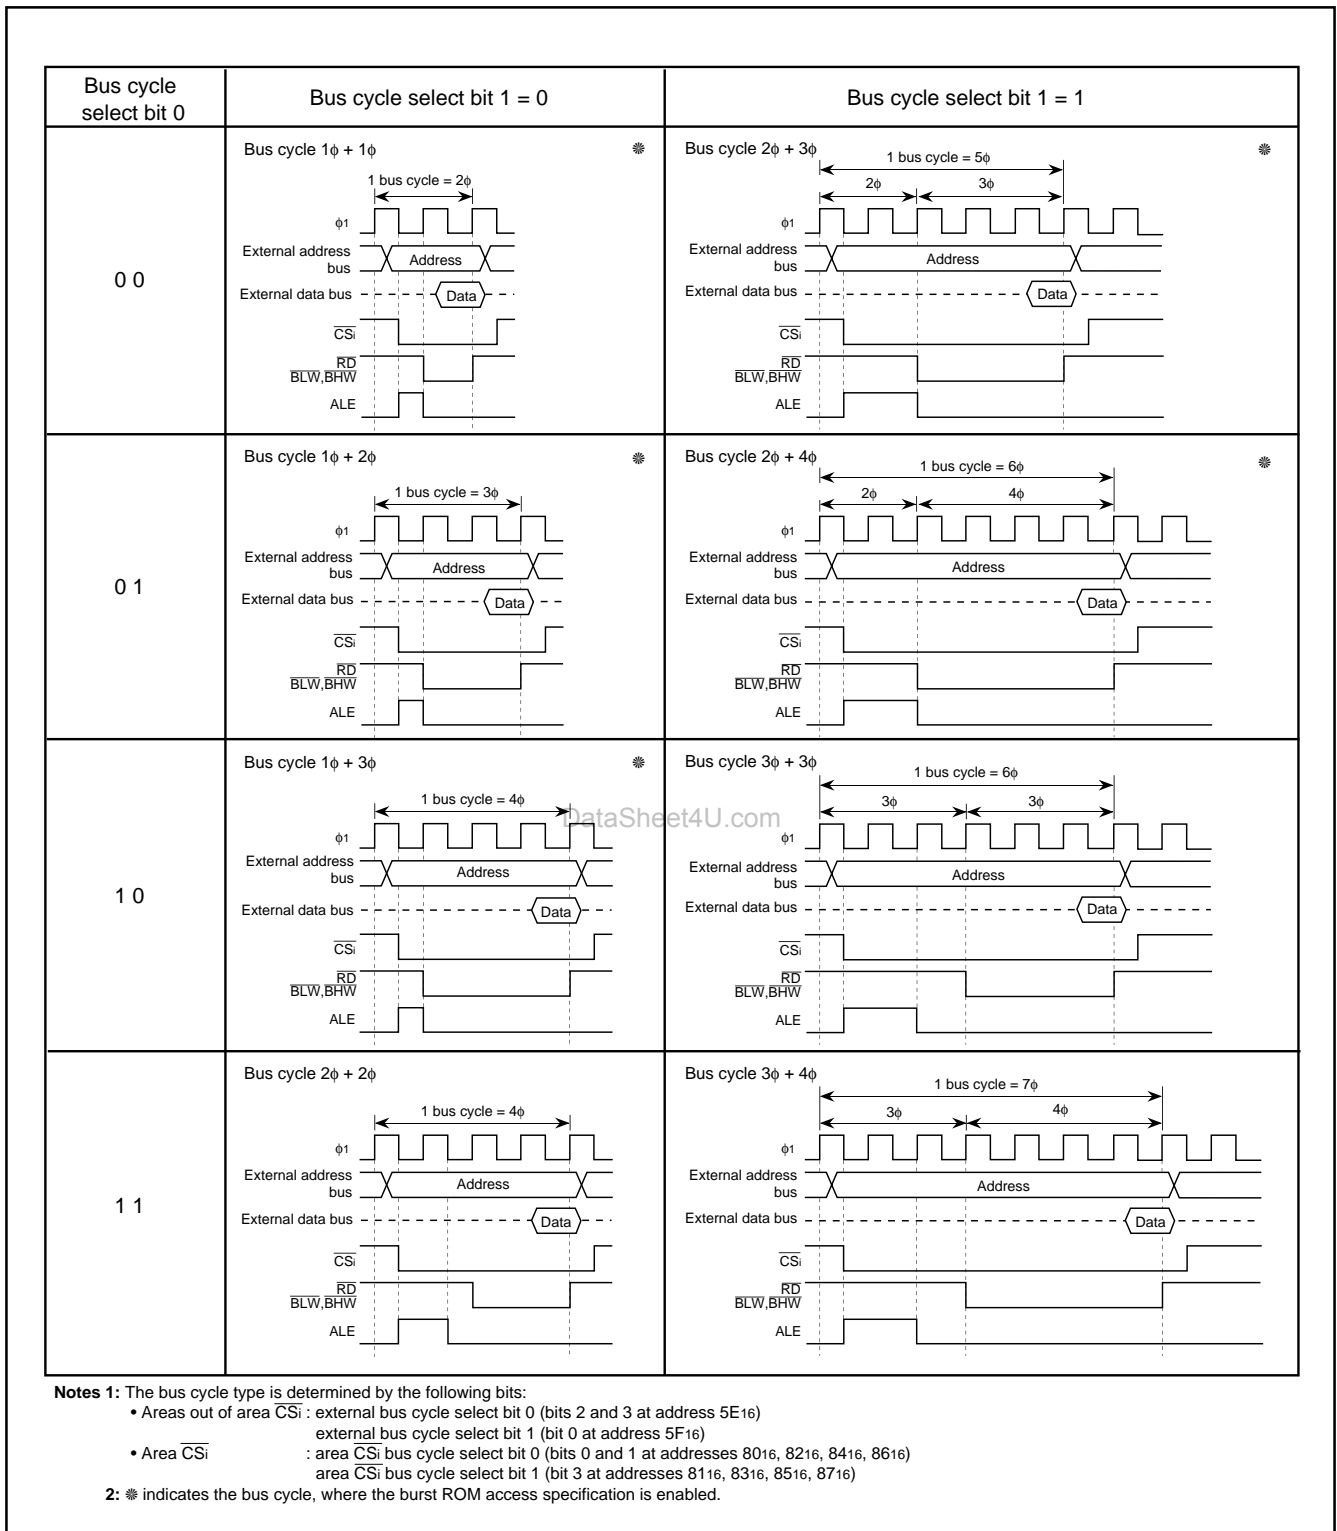 Bus cycle
select bit 0
Bus cycle select bit 1 = 0
Bus cycle select bit 1 = 1
0 0
Bus cycle 1ϕ + 1ϕ ❊
1 bus cycle = 2ϕ
ϕ1
External address
bus
Address
External data bus
Data
CSi
RD
BLW,BHW
ALE
Bus cycle 2ϕ + 3ϕ ❊
1 bus cycle = 5ϕ
2ϕ 3ϕ
ϕ1
External address
bus
Address
External data bus
Data
CSi
RD
BLW,BHW
ALE
0 1
Bus cycle 1ϕ + 2ϕ ❊
1 bus cycle = 3ϕ
ϕ1
External address
bus
Address
External data bus
Data
CSi
RD
BLW,BHW
ALE
Bus cycle 2ϕ + 4ϕ ❊
1 bus cycle = 6ϕ
2ϕ 4ϕ
ϕ1
External address
bus
Address
External data bus
Data
CSi
RD
BLW,BHW
ALE
1 0
Bus cycle 1ϕ + 3ϕ ❊
1 bus cycle = 4ϕ
ϕ1
External address
bus
Address
External data bus
Data
CSi
RD
BLW,BHW
ALE
Bus cycle 3ϕ + 3ϕ
1 bus cycle = 6ϕ
3ϕ 3ϕ
DataSheet4U.com
ϕ1
External address
bus
Address
External data bus
Data
CSi
RD
BLW,BHW
ALE
1 1
Bus cycle 2ϕ + 2ϕ
1 bus cycle = 4ϕ
ϕ1
External address
bus
Address
External data bus
Data
CSi
RD
BLW,BHW
ALE
Bus cycle 3ϕ + 4ϕ
1 bus cycle = 7ϕ
3ϕ 4ϕ
ϕ1
External address
bus
Address
External data bus
Data
CSi
RD
BLW,BHW
ALE
Notes 1: The bus cycle type is determined by the following bits:
• Areas out of area CSi : external bus cycle select bit 0 (bits 2 and 3 at address 5E16)
external bus cycle select bit 1 (bit 0 at address 5F16)
• Area CSi : area CSi bus cycle select bit 0 (bits 0 and 1 at addresses 8016, 8216, 8416, 8616)
area CSi bus cycle select bit 1 (bit 3 at addresses 8116, 8316, 8516, 8716)
2: ❊ indicates the bus cycle, where the burst ROM access specification is enabled.